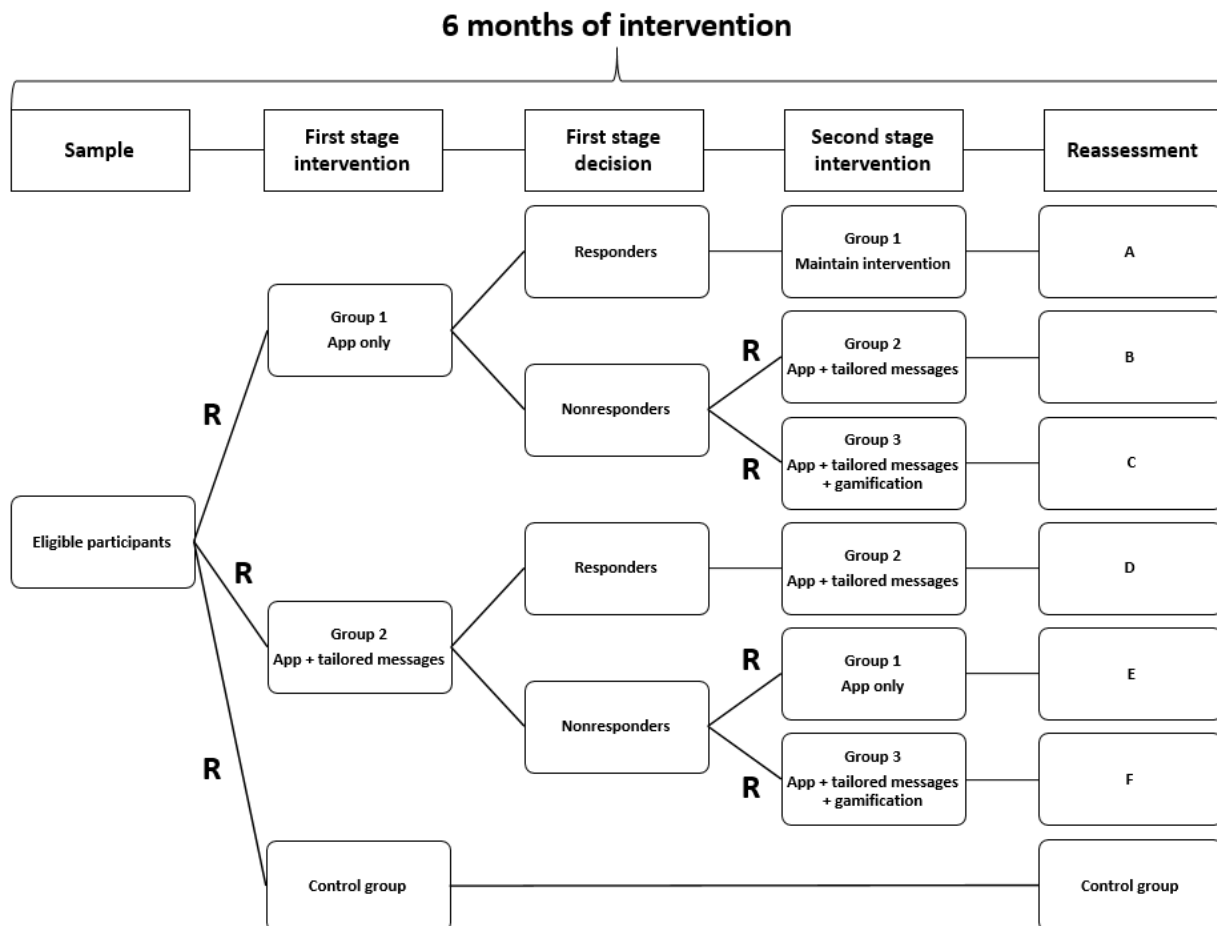 6 months of intervention
Sample
First stage
intervention
First stage
decision
Second stage
intervention
Reassessment
Responders
Group 1
Maintain intervention
A
Group 1
App only
R
Group 2
App + tailored messages
B
R
Nonresponders
R
Group 3
App + tailored messages
+ gamification
C
Eligible participants
R
Responders
Group 2
App + tailored messages
D
Group 2
App + tailored messages
R
Group 1
App only
E
Nonresponders
R
R
Group 3
App + tailored messages
+ gamification
F
Control group
Control group